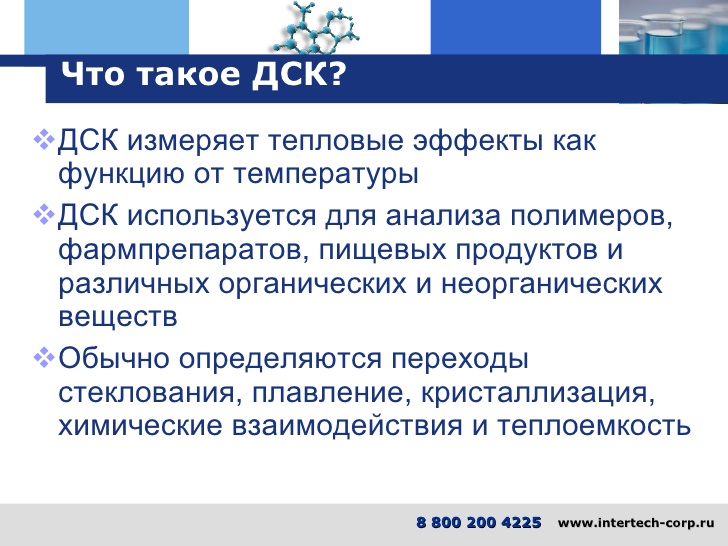 Что такое ДСК?
❖ДСК измеряет тепловые эффекты как
функцию от температуры
❖ДСК используется для анализа полимеров,
фармпрепаратов, пищевых продуктов и
различных органических и неорганических
веществ
❖Обычно определяются переходы
стеклования, плавление, кристаллизация,
химические взаимодействия и теплоемкость
8 800 200 4225 www.intertech-corp.ru